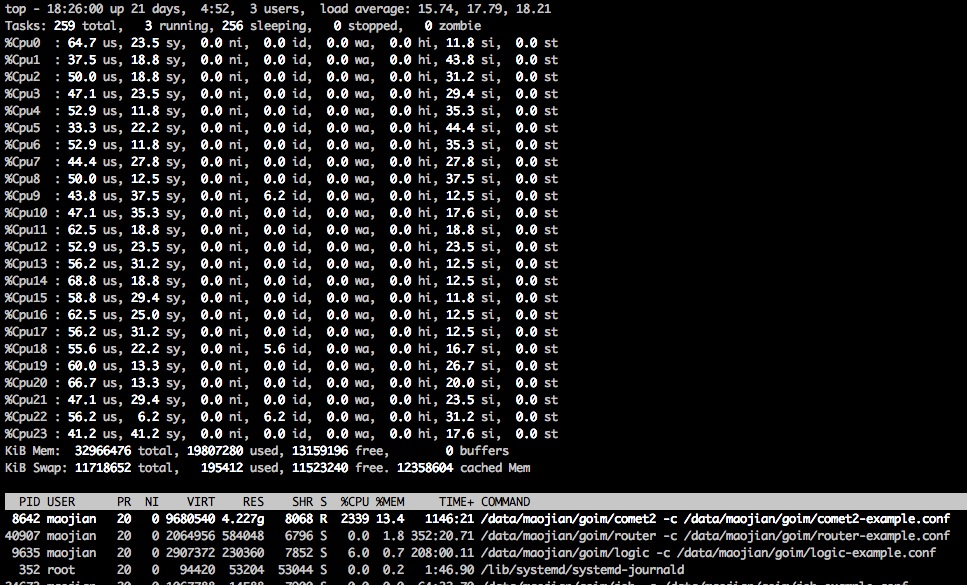 top - 18:26:00 up 21 days,  4:52,  3 users,  load average: 15.74, 17.79, 18.21
Tasks: 259 total,   3 running, 256 sleeping,   0 stopped,   0 zombie
%Cpu0  : 64.7 us, 23.5 sy,  0.0 ni,  0.0 id,  0.0 wa,  0.0 hi, 11.8 si,  0.0 st
%Cpu1  : 37.5 us, 18.8 sy,  0.0 ni,  0.0 id,  0.0 wa,  0.0 hi, 43.8 si,  0.0 st
%Cpu2  : 50.0 us, 18.8 sy,  0.0 ni,  0.0 id,  0.0 wa,  0.0 hi, 31.2 si,  0.0 st
%Cpu3  : 47.1 us, 23.5 sy,  0.0 ni,  0.0 id,  0.0 wa,  0.0 hi, 29.4 si,  0.0 st
%Cpu4  : 52.9 us, 11.8 sy,  0.0 ni,  0.0 id,  0.0 wa,  0.0 hi, 35.3 si,  0.0 st
%Cpu5  : 33.3 us, 22.2 sy,  0.0 ni,  0.0 id,  0.0 wa,  0.0 hi, 44.4 si,  0.0 st
%Cpu6  : 52.9 us, 11.8 sy,  0.0 ni,  0.0 id,  0.0 wa,  0.0 hi, 35.3 si,  0.0 st
%Cpu7  : 44.4 us, 27.8 sy,  0.0 ni,  0.0 id,  0.0 wa,  0.0 hi, 27.8 si,  0.0 st
%Cpu8  : 50.0 us, 12.5 sy,  0.0 ni,  0.0 id,  0.0 wa,  0.0 hi, 37.5 si,  0.0 st
%Cpu9  : 43.8 us, 37.5 sy,  0.0 ni,  6.2 id,  0.0 wa,  0.0 hi, 12.5 si,  0.0 st
%Cpu10 : 47.1 us, 35.3 sy,  0.0 ni,  0.0 id,  0.0 wa,  0.0 hi, 17.6 si,  0.0 st
%Cpu11 : 62.5 us, 18.8 sy,  0.0 ni,  0.0 id,  0.0 wa,  0.0 hi, 18.8 si,  0.0 st
%Cpu12 : 52.9 us, 23.5 sy,  0.0 ni,  0.0 id,  0.0 wa,  0.0 hi, 23.5 si,  0.0 st
%Cpu13 : 56.2 us, 31.2 sy,  0.0 ni,  0.0 id,  0.0 wa,  0.0 hi, 12.5 si,  0.0 st
%Cpu14 : 68.8 us, 18.8 sy,  0.0 ni,  0.0 id,  0.0 wa,  0.0 hi, 12.5 si,  0.0 st
%Cpu15 : 58.8 us, 29.4 sy,  0.0 ni,  0.0 id,  0.0 wa,  0.0 hi, 11.8 si,  0.0 st
%Cpu16 : 62.5 us, 25.0 sy,  0.0 ni,  0.0 id,  0.0 wa,  0.0 hi, 12.5 si,  0.0 st
%Cpu17 : 56.2 us, 31.2 sy,  0.0 ni,  0.0 id,  0.0 wa,  0.0 hi, 12.5 si,  0.0 st
%Cpu18 : 55.6 us, 22.2 sy,  0.0 ni,  5.6 id,  0.0 wa,  0.0 hi, 16.7 si,  0.0 st
%Cpu19 : 60.0 us, 13.3 sy,  0.0 ni,  0.0 id,  0.0 wa,  0.0 hi, 26.7 si,  0.0 st
%Cpu20 : 66.7 us, 13.3 sy,  0.0 ni,  0.0 id,  0.0 wa,  0.0 hi, 20.0 si,  0.0 st
%Cpu21 : 47.1 us, 29.4 sy,  0.0 ni,  0.0 id,  0.0 wa,  0.0 hi, 23.5 si,  0.0 st
%Cpu22 : 56.2 us,  6.2 sy,  0.0 ni,  6.2 id,  0.0 wa,  0.0 hi, 31.2 si,  0.0 st
%Cpu23 : 41.2 us, 41.2 sy,  0.0 ni,  0.0 id,  0.0 wa,  0.0 hi, 17.6 si,  0.0 st
KiB Mem:  32966476 total, 19807280 used, 13159196 free,        0 buffers
KiB Swap: 11718652 total,   195412 used, 11523240 free. 12358604 cached Mem
PID USER      PR  NI    VIRT    RES    SHR S  %CPU %MEM     TIME+ COMMAND
8642 maojian   20   0 9680540 4.227g   8068 R  2339 13.4   1146:21 /data/maojian/goim/comet2 -c /data/maojian/goim/comet2-example.conf
40907 maojian   20   0 2064956 584048   6796 S   0.0  1.8 352:20.71 /data/maojian/goim/router -c /data/maojian/goim/router-example.conf
9635 maojian   20   0 2907372 230360   7852 S   6.0  0.7 208:00.11 /data/maojian/goim/logic -c /data/maojian/goim/logic-example.conf
352 root      20   0   94420  53204  53044 S   0.0  0.2   1:46.90 /lib/systemd/systemd-journald